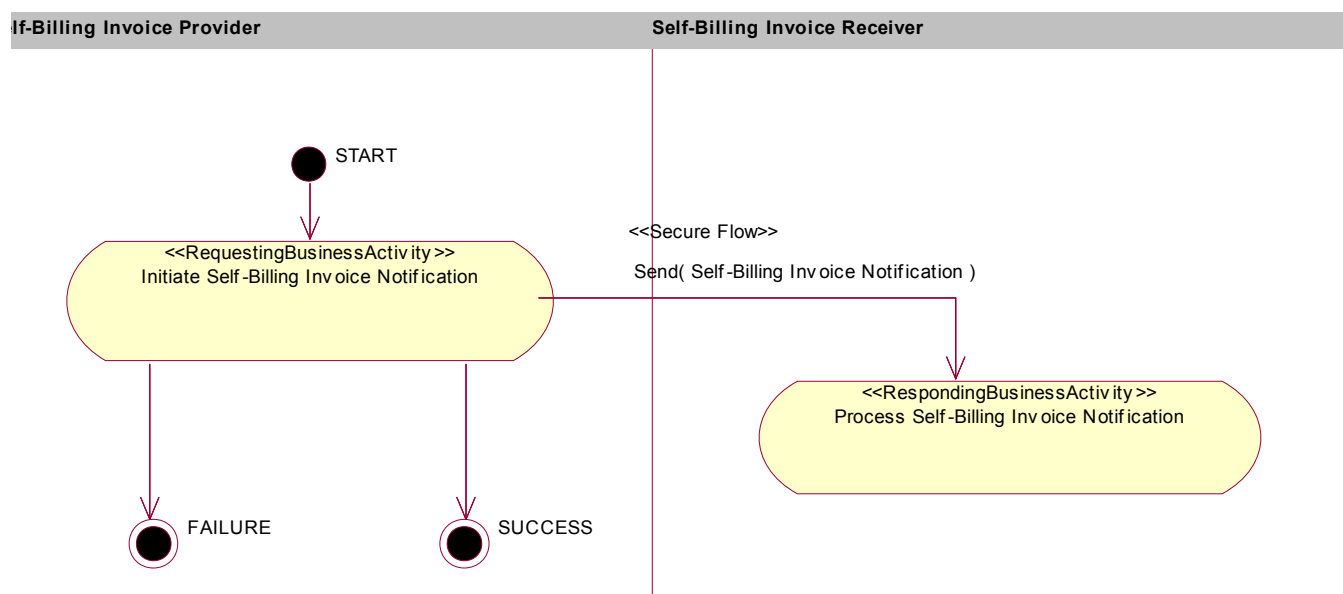 lf-Billing Invoice Provider
Self-Billing Invoice Receiver
START
<<Secure Flow>>
<<RequestingBusinessActivity>>
Initiate Self-Billing Invoice Notification
Send( Self-Billing Invoice Notification )
<<RespondingBusinessActivity>>
Process Self-Billing Invoice Notification
FAILURE
SUCCESS